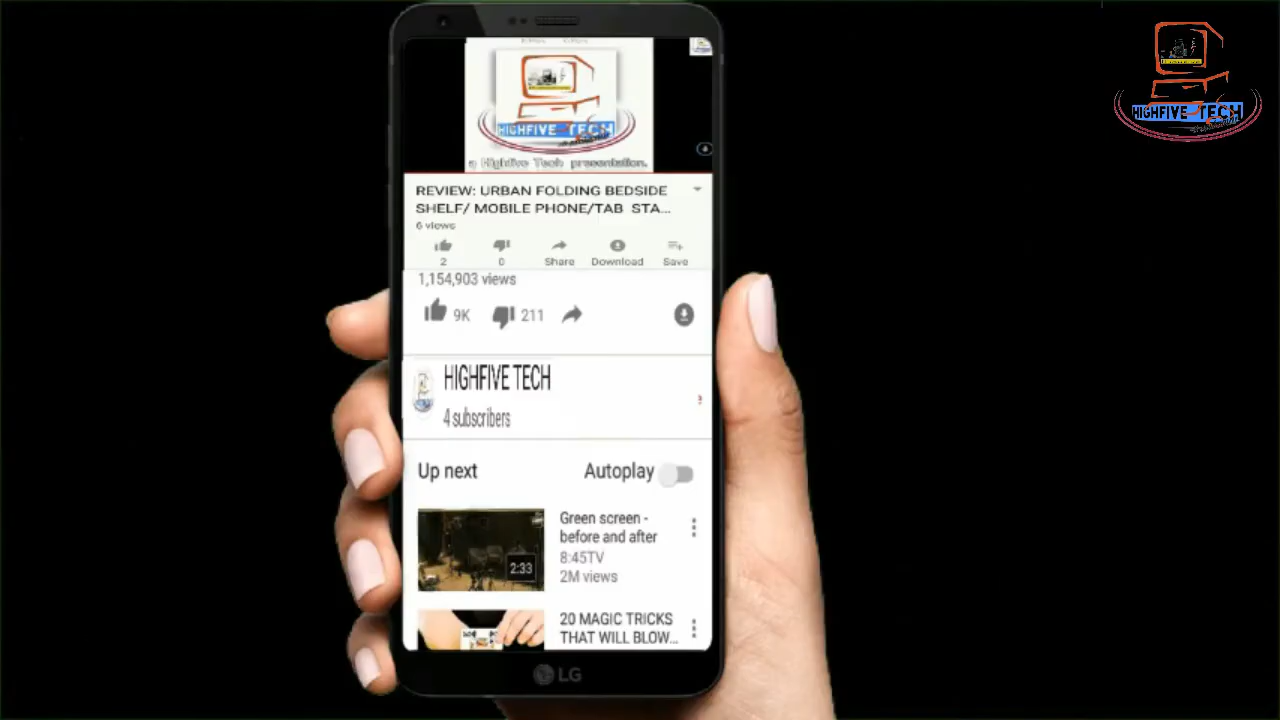 HIGHFIVE TECH
HIGHFIVE TECH
a Highfive Tech presentation.
REVIEW: URBAN FOLDING BEDSIDE
SHELF/ MOBILE PHONE/TAB STA...
6 views
2
0
Share
Download
Save
1,154,903 views
9K
211
HIGHFIVE TECH
4 subscribers
Up next
Autoplay
Green screen -
before and after
8:45TV
2M views
2:33
20 MAGIC TRICKS
THAT WILL BLOW...
LG